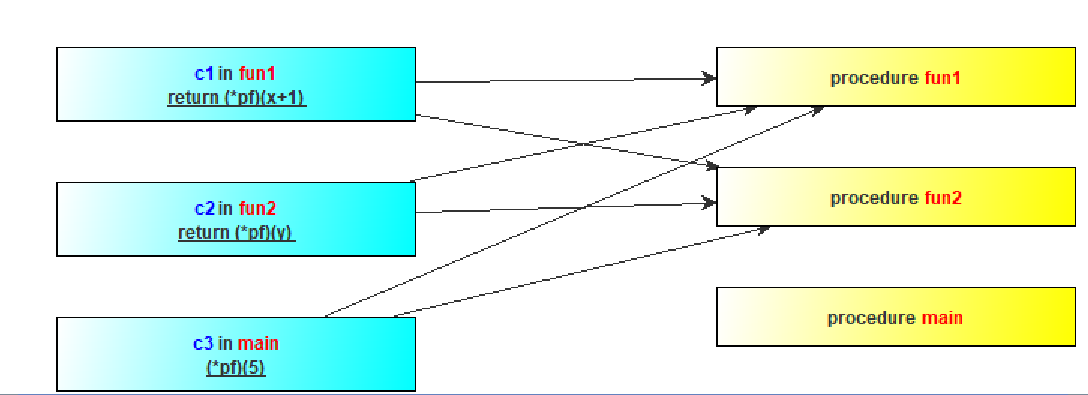 c1 in fun1
return (*pf)(x+1)
procedure fun1
c2 in fun2
return (*pf)(y)
procedure fun2
c3 in main
(*pf)(5)
procedure main